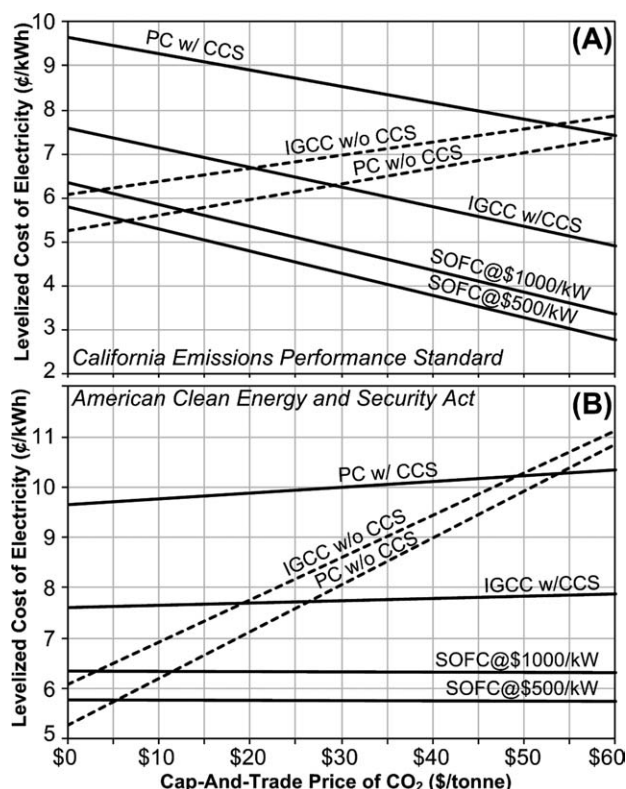 10
9
8
7
6
5
4
3
2
Levelized Cost of Electricity (¢/kWh)
(A)
PC w/ CCS
IGCC w/o CCS
PC w/o CCS
IGCC w/CCS
SOFC@$1000/kW
SOFC@$500/kW
California Emissions Performance Standard
American Clean Energy and Security Act
(B)
11
10
9
8
7
6
5
Levelized Cost of Electricity (¢/kWh)
PC w/ CCS
IGCC w/o CCS
PC w/o CCS
IGCC w/CCS
SOFC@$1000/kW
SOFC@$500/kW
$0 $10 $20 $30 $40 $50 $60
Cap-And-Trade Price of CO₂ ($/tonne)